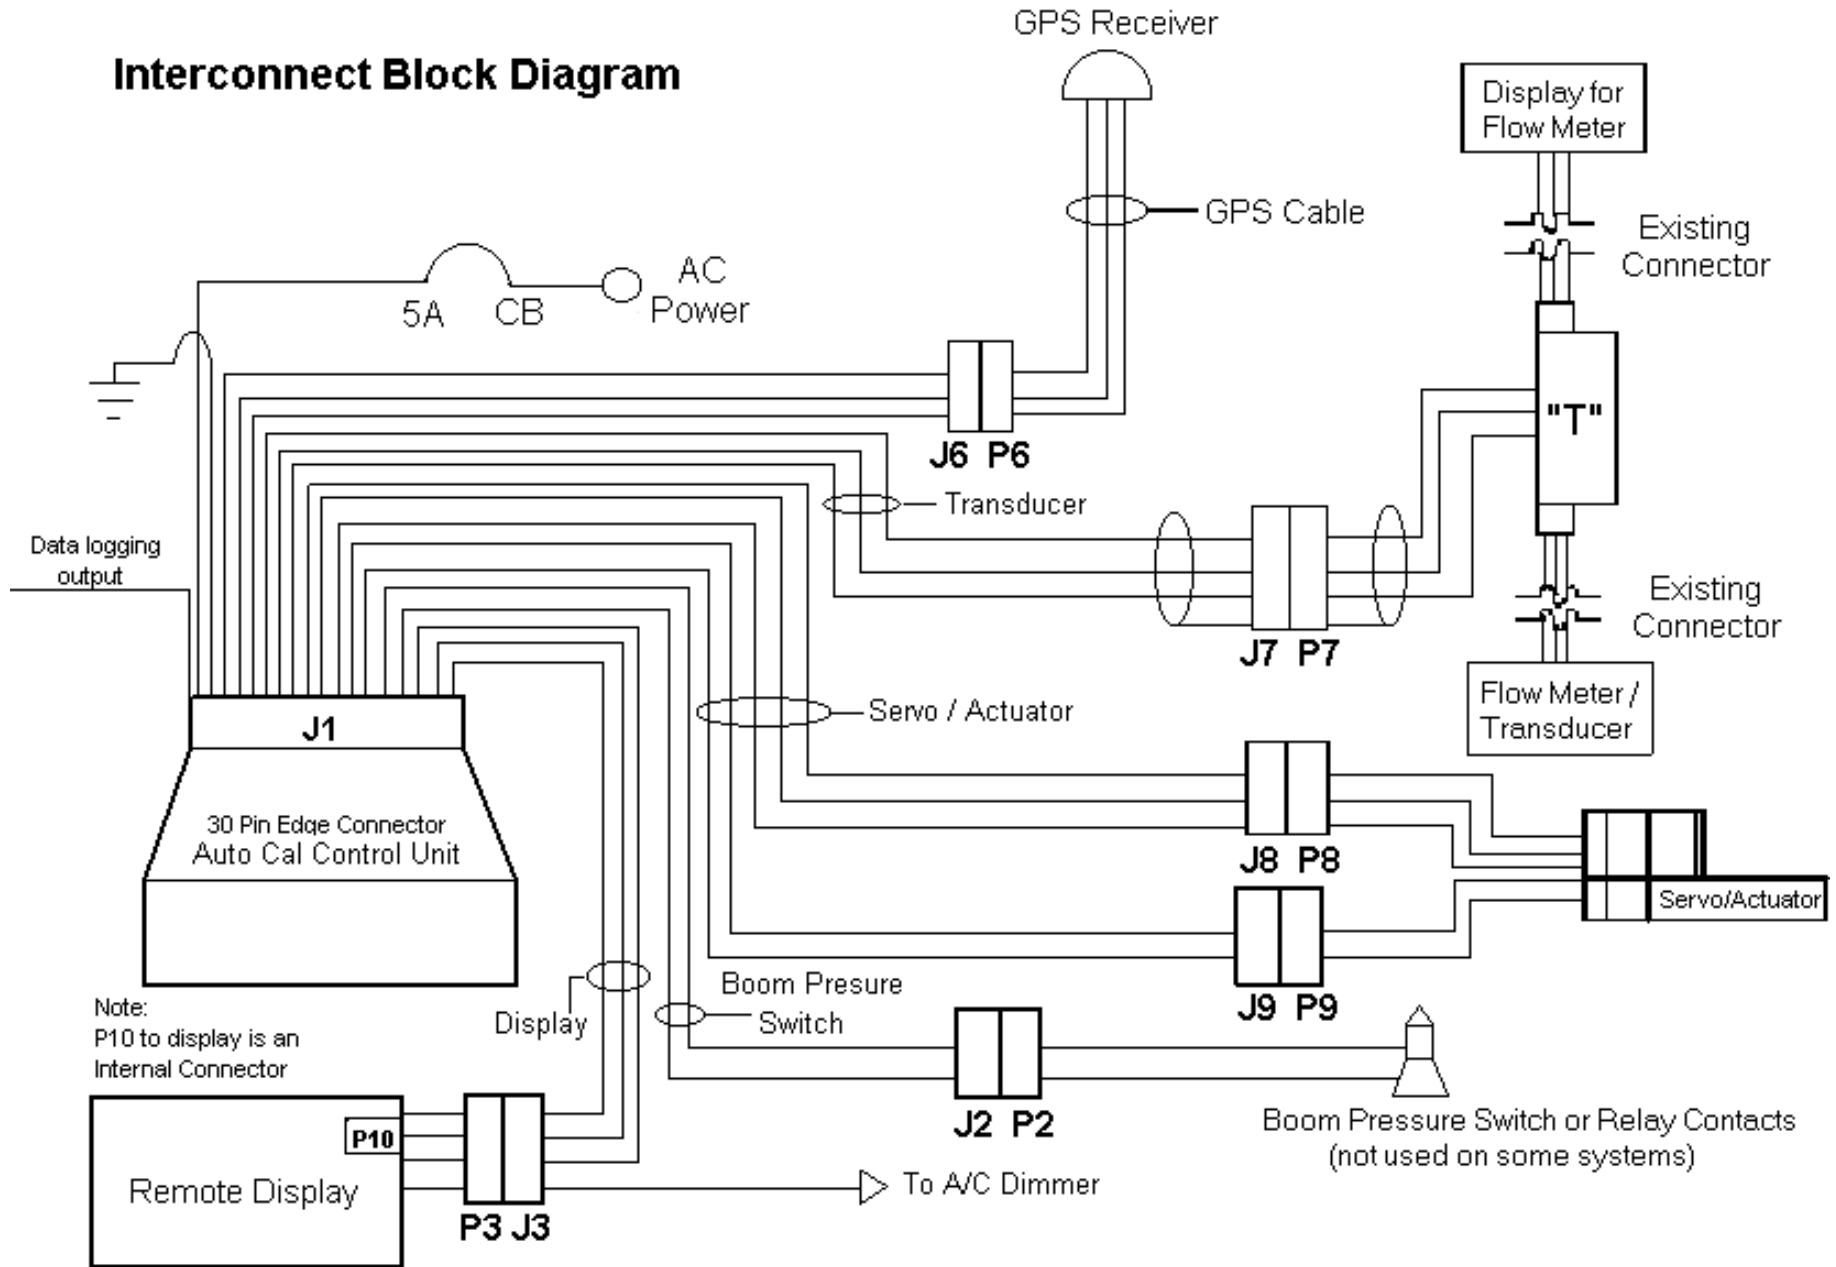 GPS Receiver
Interconnect Block Diagram
Display for
Flow Meter
GPS Cable
Existing
Connector
AC
Power
5A
CB
"T"
J6 P6
Transducer
Data logging
output
Existing
Connector
J7 P7
Flow Meter /
Transducer
Servo / Actuator
J1
30 Pin Edge Connector
Auto Cal Control Unit
J8 P8
Servo/Actuator
Note:
P10 to display is an
Internal Connector
Display
Boom Presure
Switch
J9 P9
J2 P2
Boom Pressure Switch or Relay Contacts
(not used on some systems)
P10
Remote Display
To A/C Dimmer
P3 J3